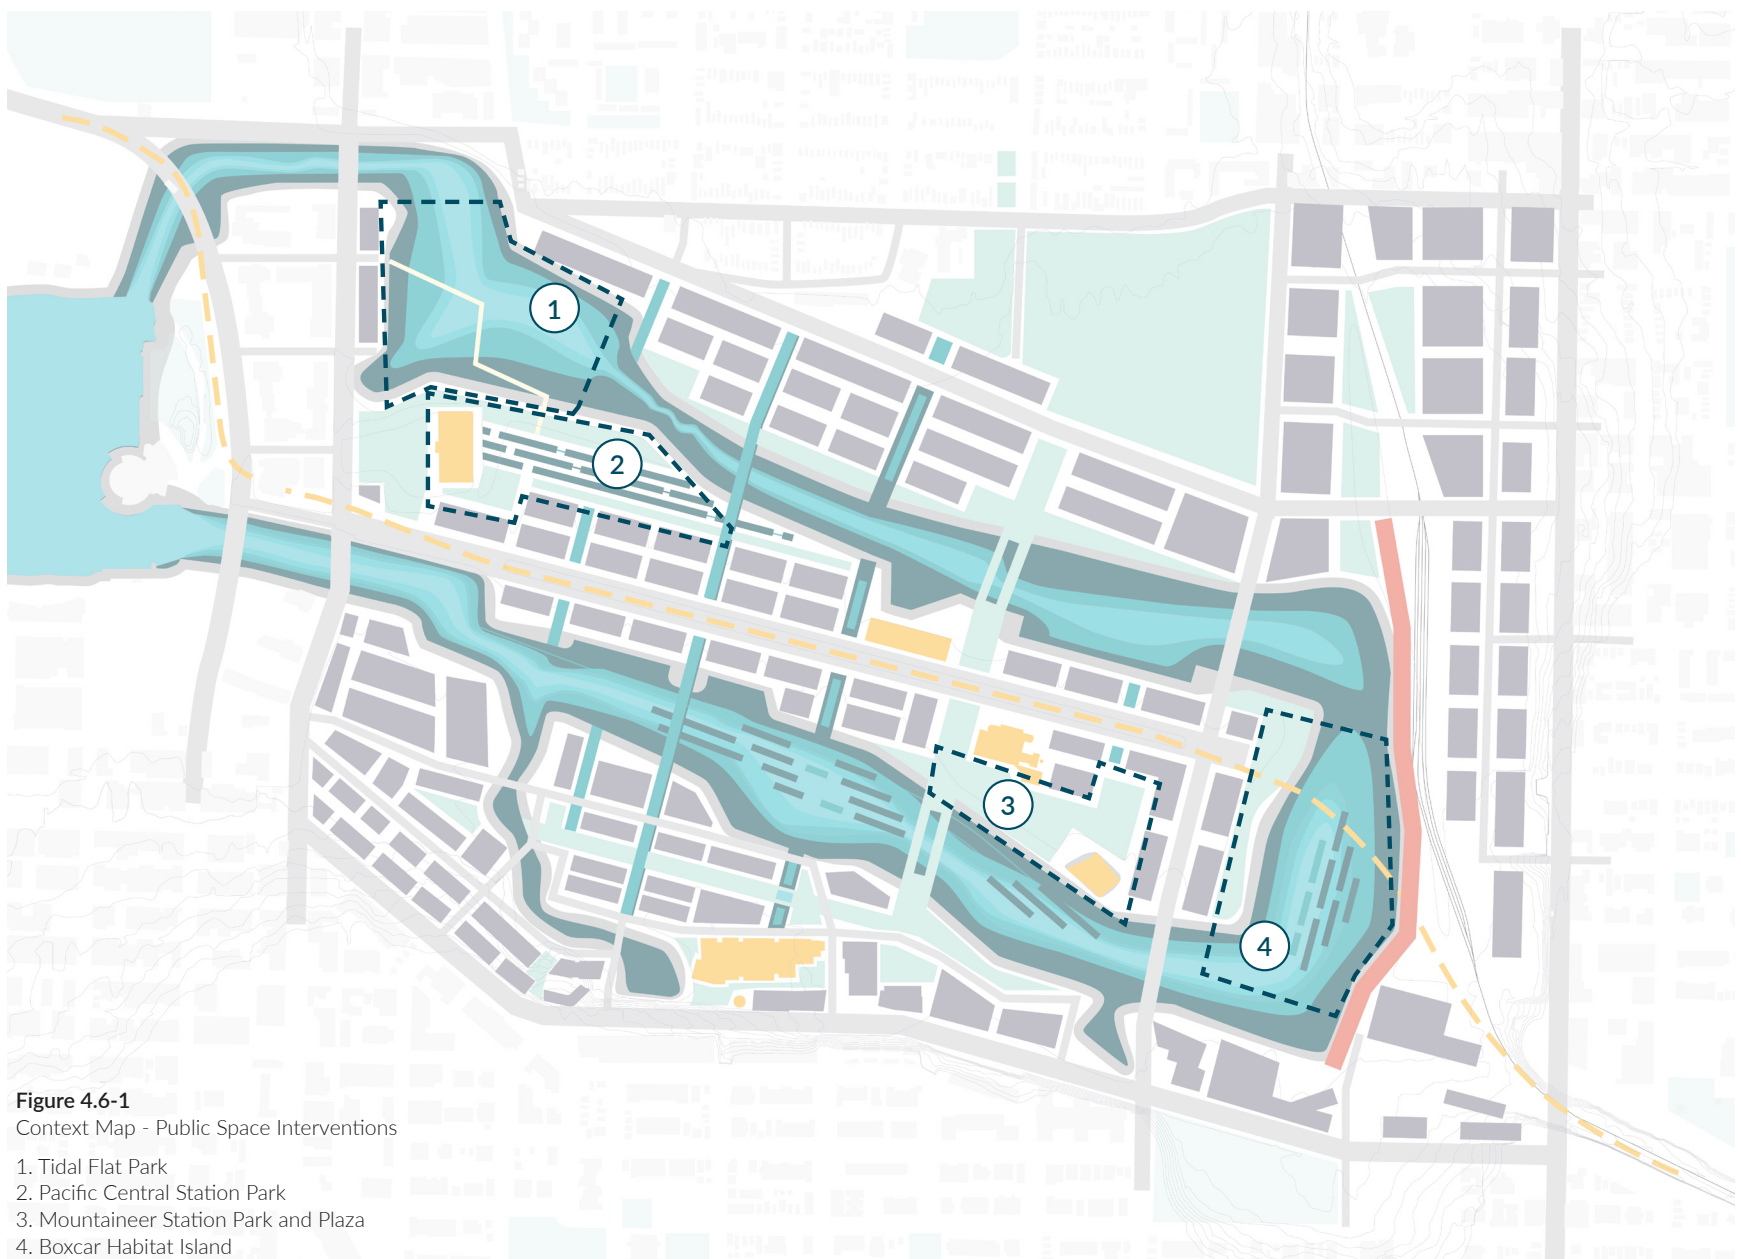 1
2
3
4
Figure 4.6-1
Context Map - Public Space Interventions
1. Tidal Flat Park
2. Pacific Central Station Park
3. Mountaineer Station Park and Plaza
4. Boxcar Habitat Island